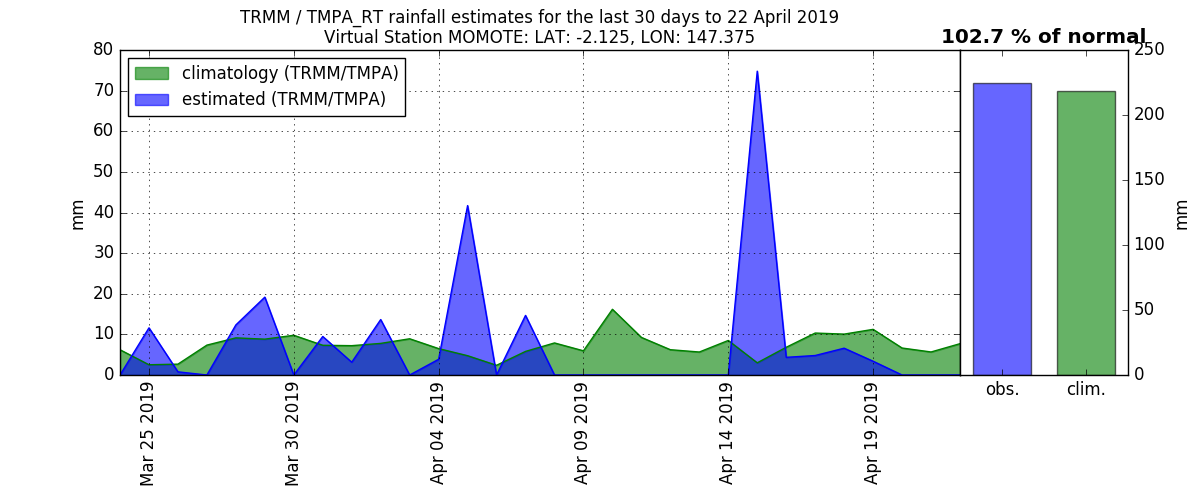 TRMM / TMPA_RT rainfall estimates for the last 30 days to 22 April 2019
Virtual Station MOMOTE: LAT: -2.125, LON: 147.375
102.7 % of normal
climatology (TRMM/TMPA)
estimated (TRMM/TMPA)
mm
80
70
60
50
40
30
20
10
0
Mar 25 2019
Mar 30 2019
Apr 04 2019
Apr 09 2019
Apr 14 2019
Apr 19 2019
obs.
clim.
250
200
150
100
50
0
mm